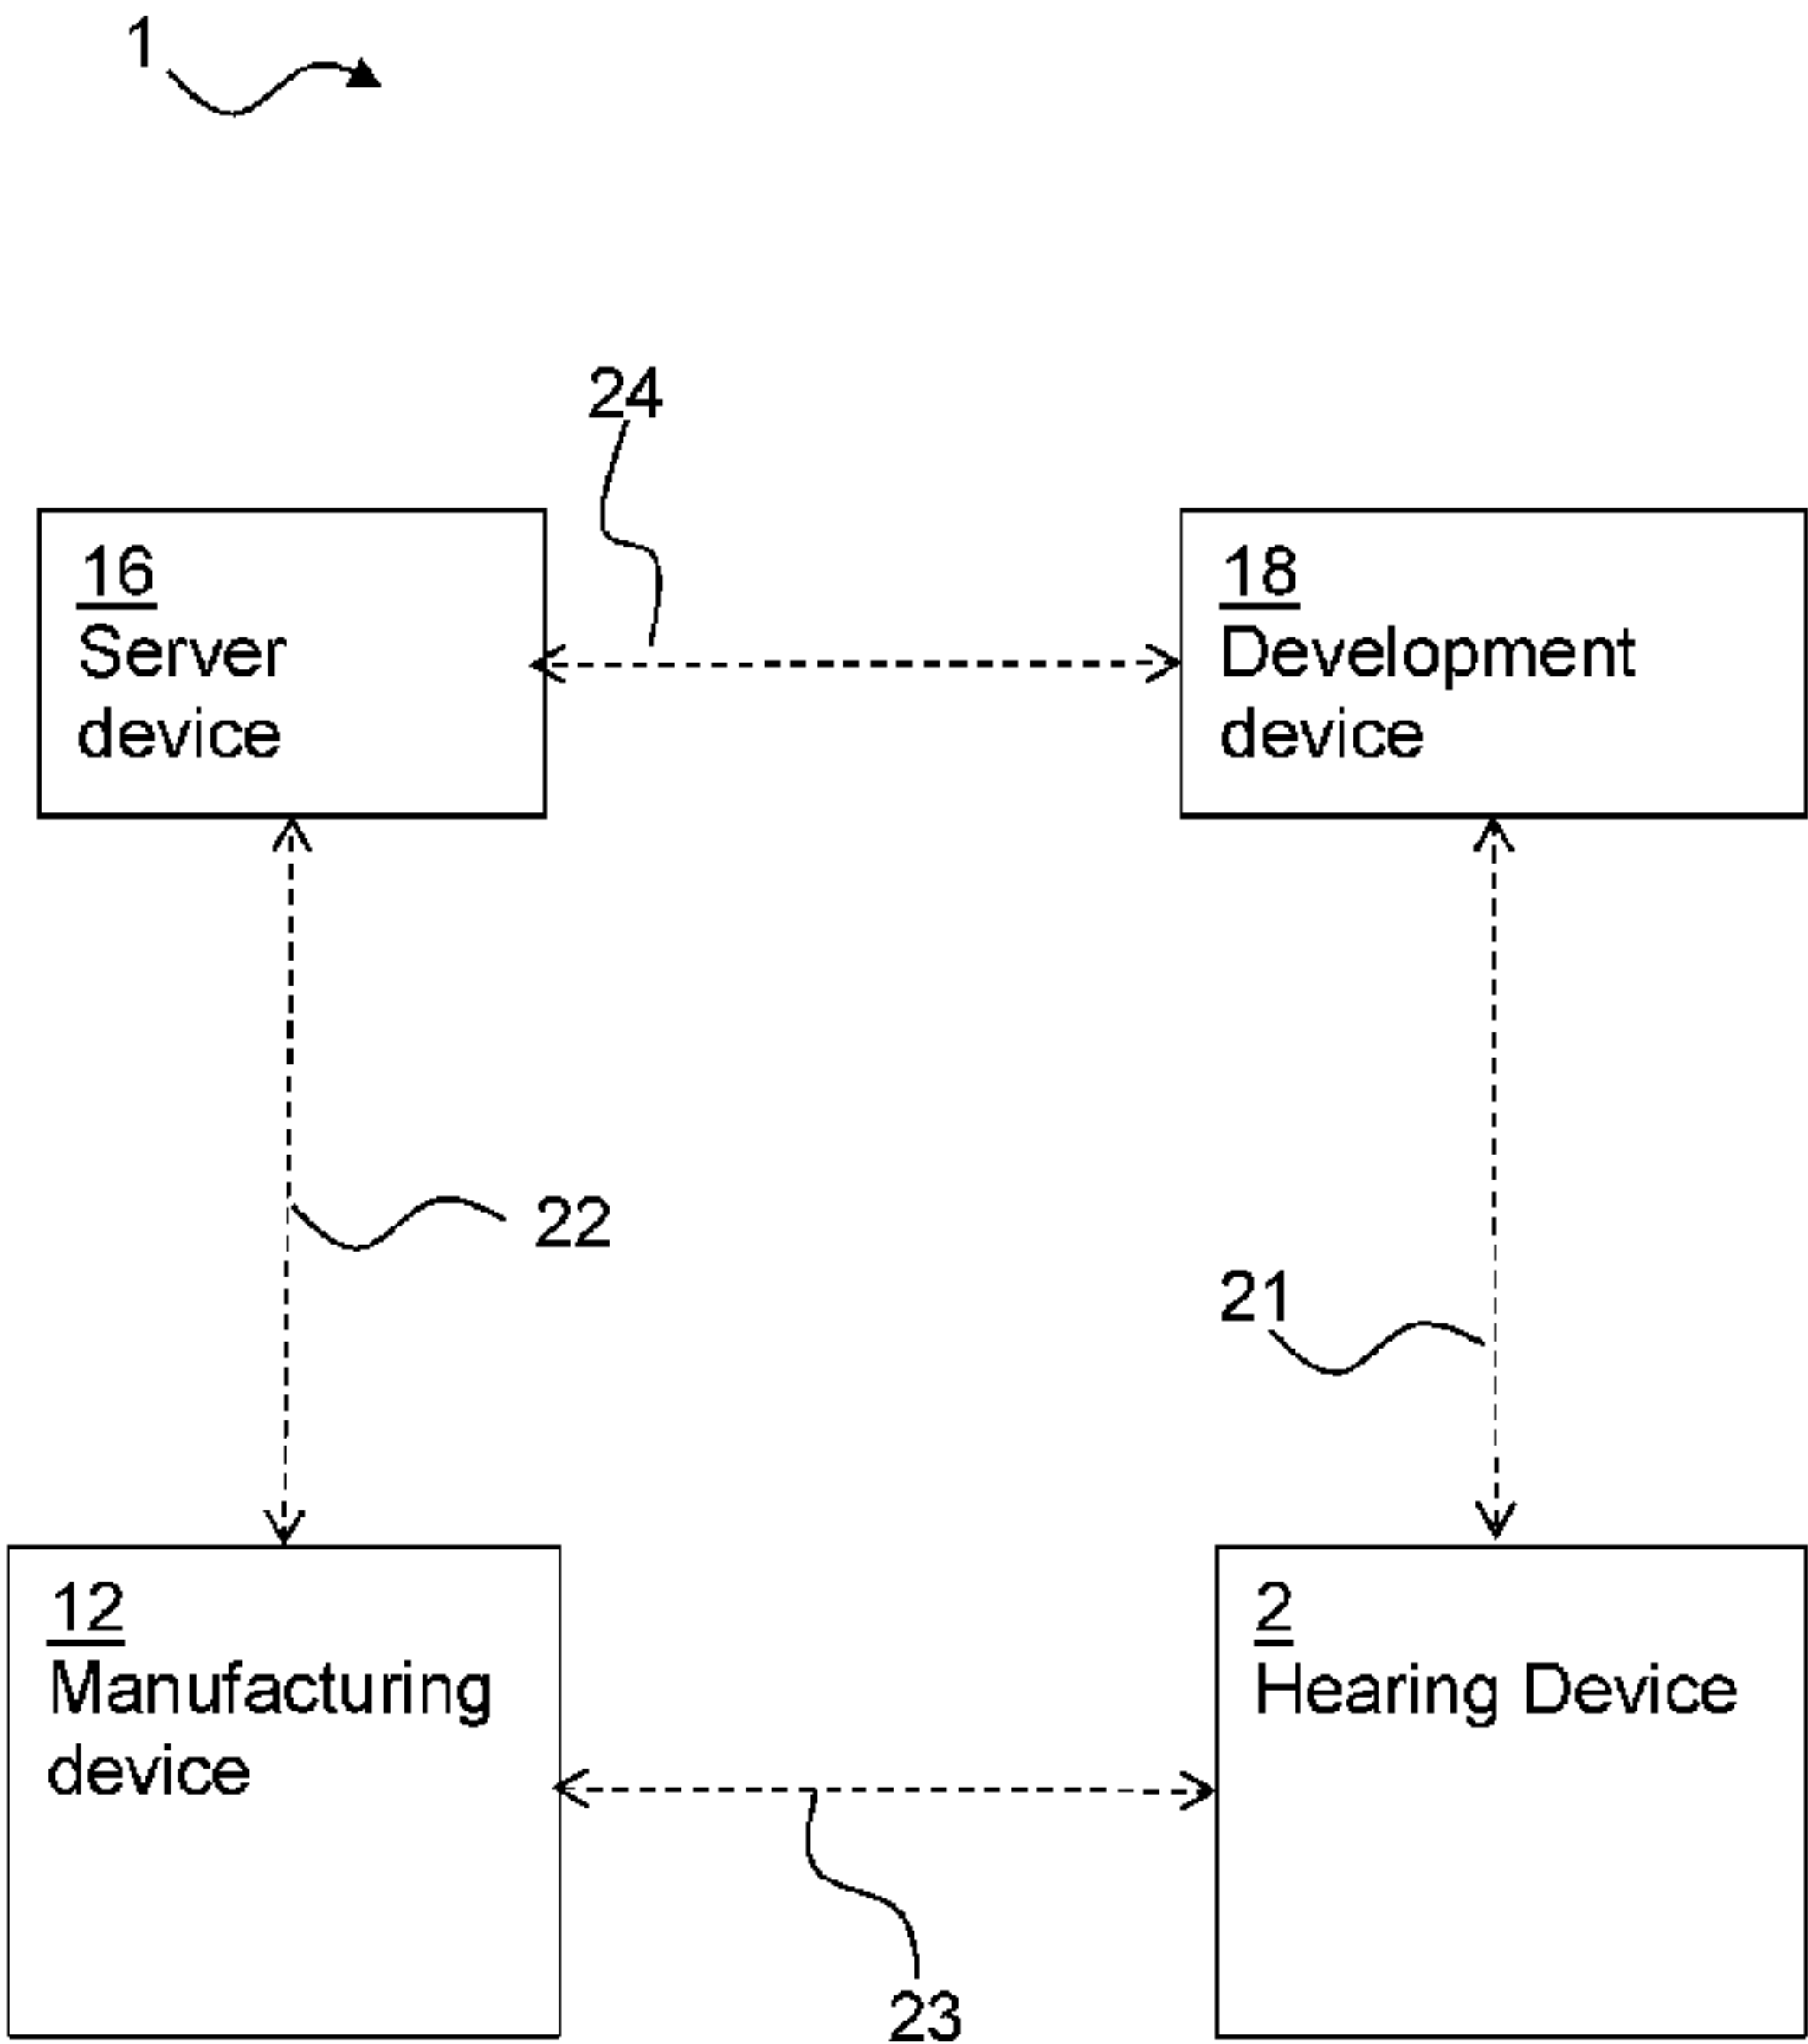 1
24
16
Server
device
18
Development
device
22
21
12
Manufacturing
device
2
Hearing Device
23